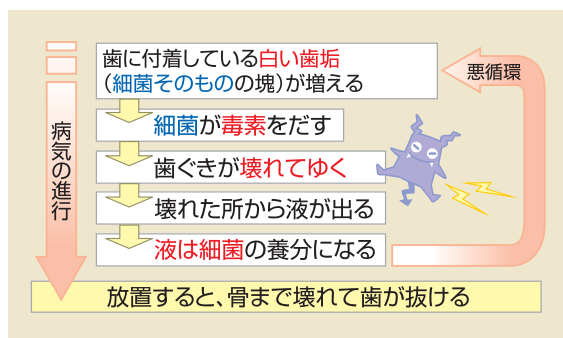 歯に付着している白い歯垢
（細菌そのものの塊）が増える
悪循環
細菌が毒素をだす
歯ぐきが壊れてゆく
壊れた所から液が出る
液は細菌の養分になる
病気の進行
放置すると、骨まで壊れて歯が抜ける